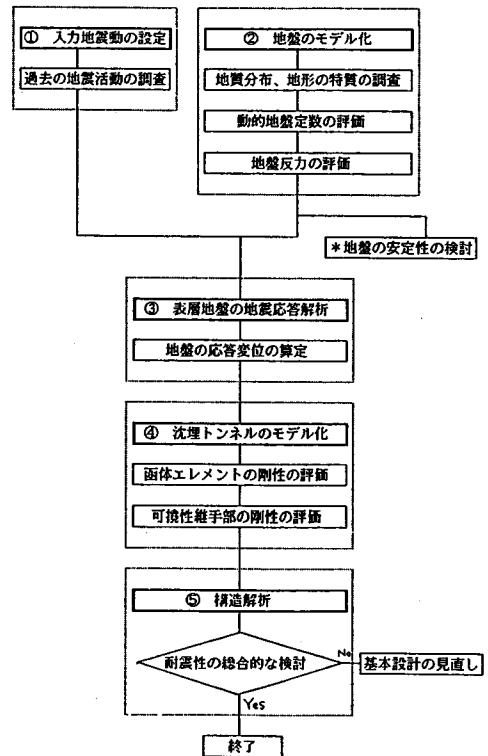 ① 入力地震動の設定
過去の地震活動の調査
② 地盤のモデル化
地質分布、地形の特質の調査
動的地盤定数の評価
地盤反力の評価
*地盤の安定性の検討
③ 表層地盤の地震応答解析
地盤の応答変位の算定
④ 沈埋トンネルのモデル化
函体エレメントの剛性の評価
可撓性継手部の剛性の評価
⑤ 構造解析
耐震性の総合的な検討
No
基本設計の見直し
Yes
終了